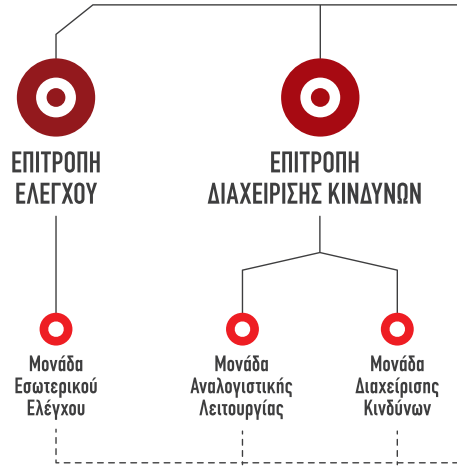 ΕΠΙΤΡΟΠΗ
ΕΛΕΓΧΟΥ
ΕΠΙΤΡΟΠΗ
ΔΙΑΧΕΙΡΙΣΗΣ ΚΙΝΔΥΝΩΝ
Μονάδα
Εσωτερικού
Ελέγχου
Μονάδα
Αναλογιστικής
Λειτουργίας
Μονάδα
Διαχείρισης
Κινδύνων